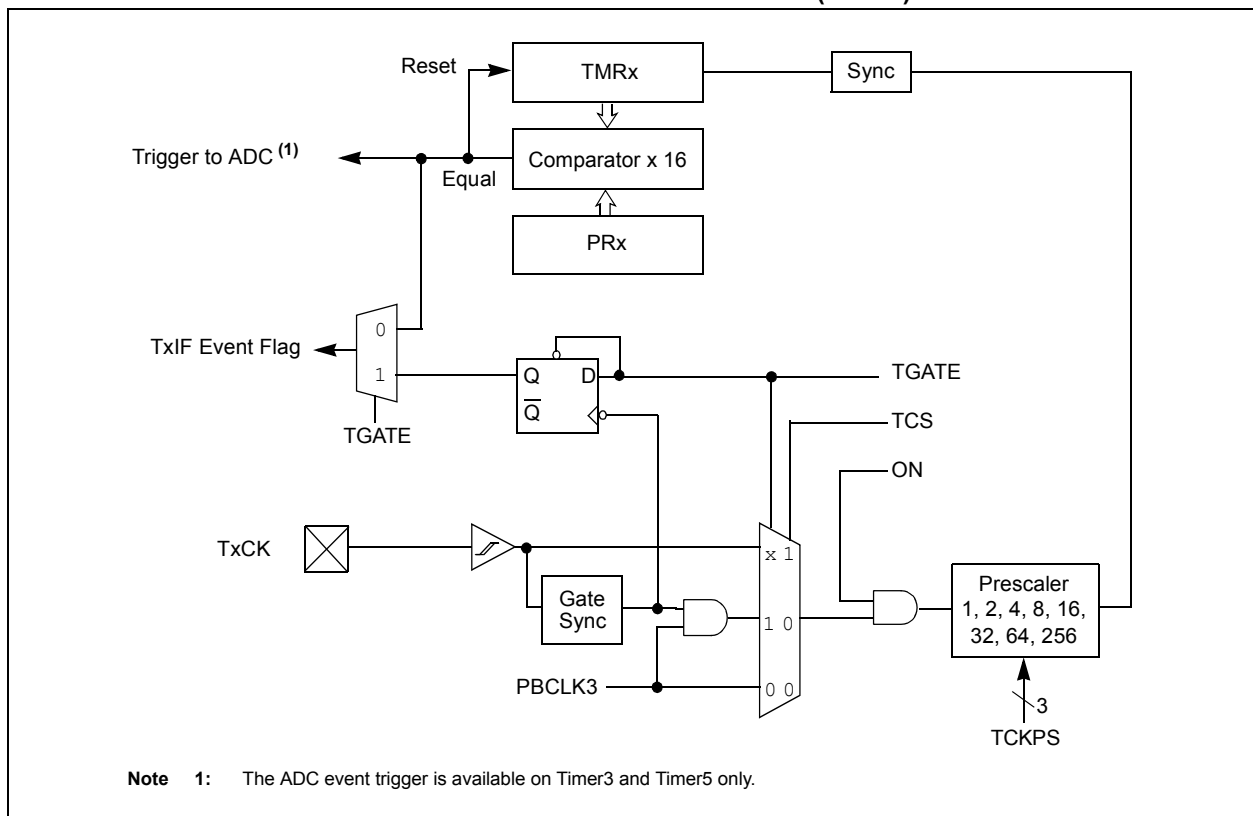 Reset
TMRx
Sync
Trigger to ADC (1)
Equal
Comparator x 16
PRx
0
1
TxIF Event Flag
TGATE
Q
D
Q
TGATE
TCS
ON
TxCK
Gate
Sync
x 1
1 0
0 0
PBCLK3
Prescaler
1, 2, 4, 8, 16,
32, 64, 256
3
TCKPS
Note 1: The ADC event trigger is available on Timer3 and Timer5 only.